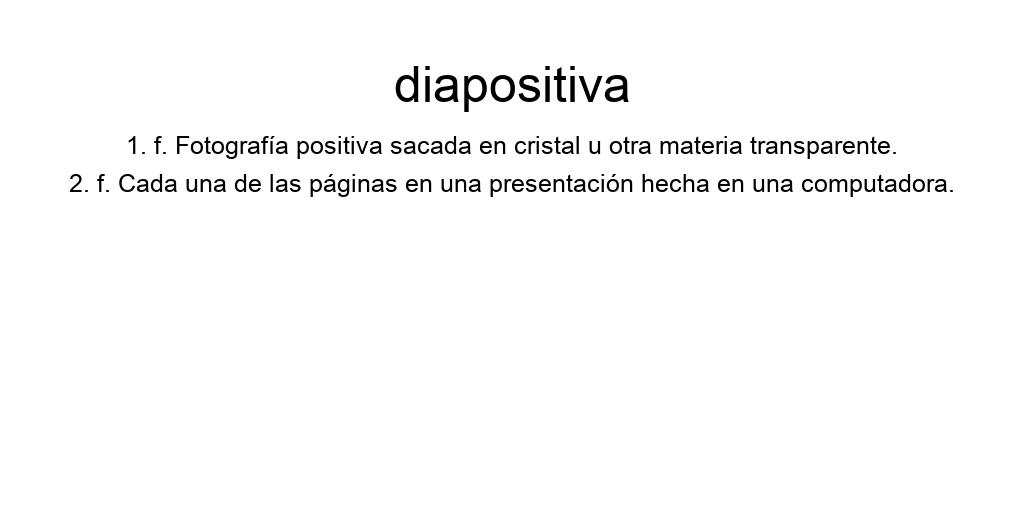 diapositiva
1. f. Fotografía positiva sacada en cristal u otra materia transparente.
2. f. Cada una de las páginas en una presentación hecha en una computadora.